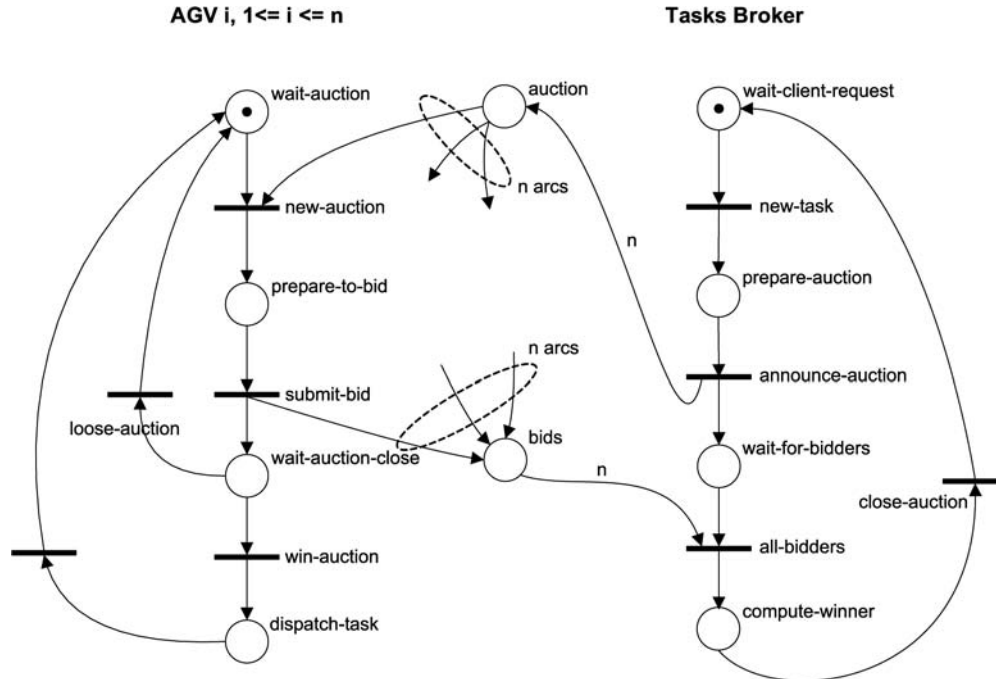 AGV i, 1<= i <= n
Tasks Broker
wait-auction
auction
wait-client-request
n arcs
new-auction
new-task
n
prepare-to-bid
prepare-auction
n arcs
submit-bid
announce-auction
loose-auction
bids
wait-auction-close
wait-for-bidders
n
close-auction
win-auction
all-bidders
dispatch-task
compute-winner